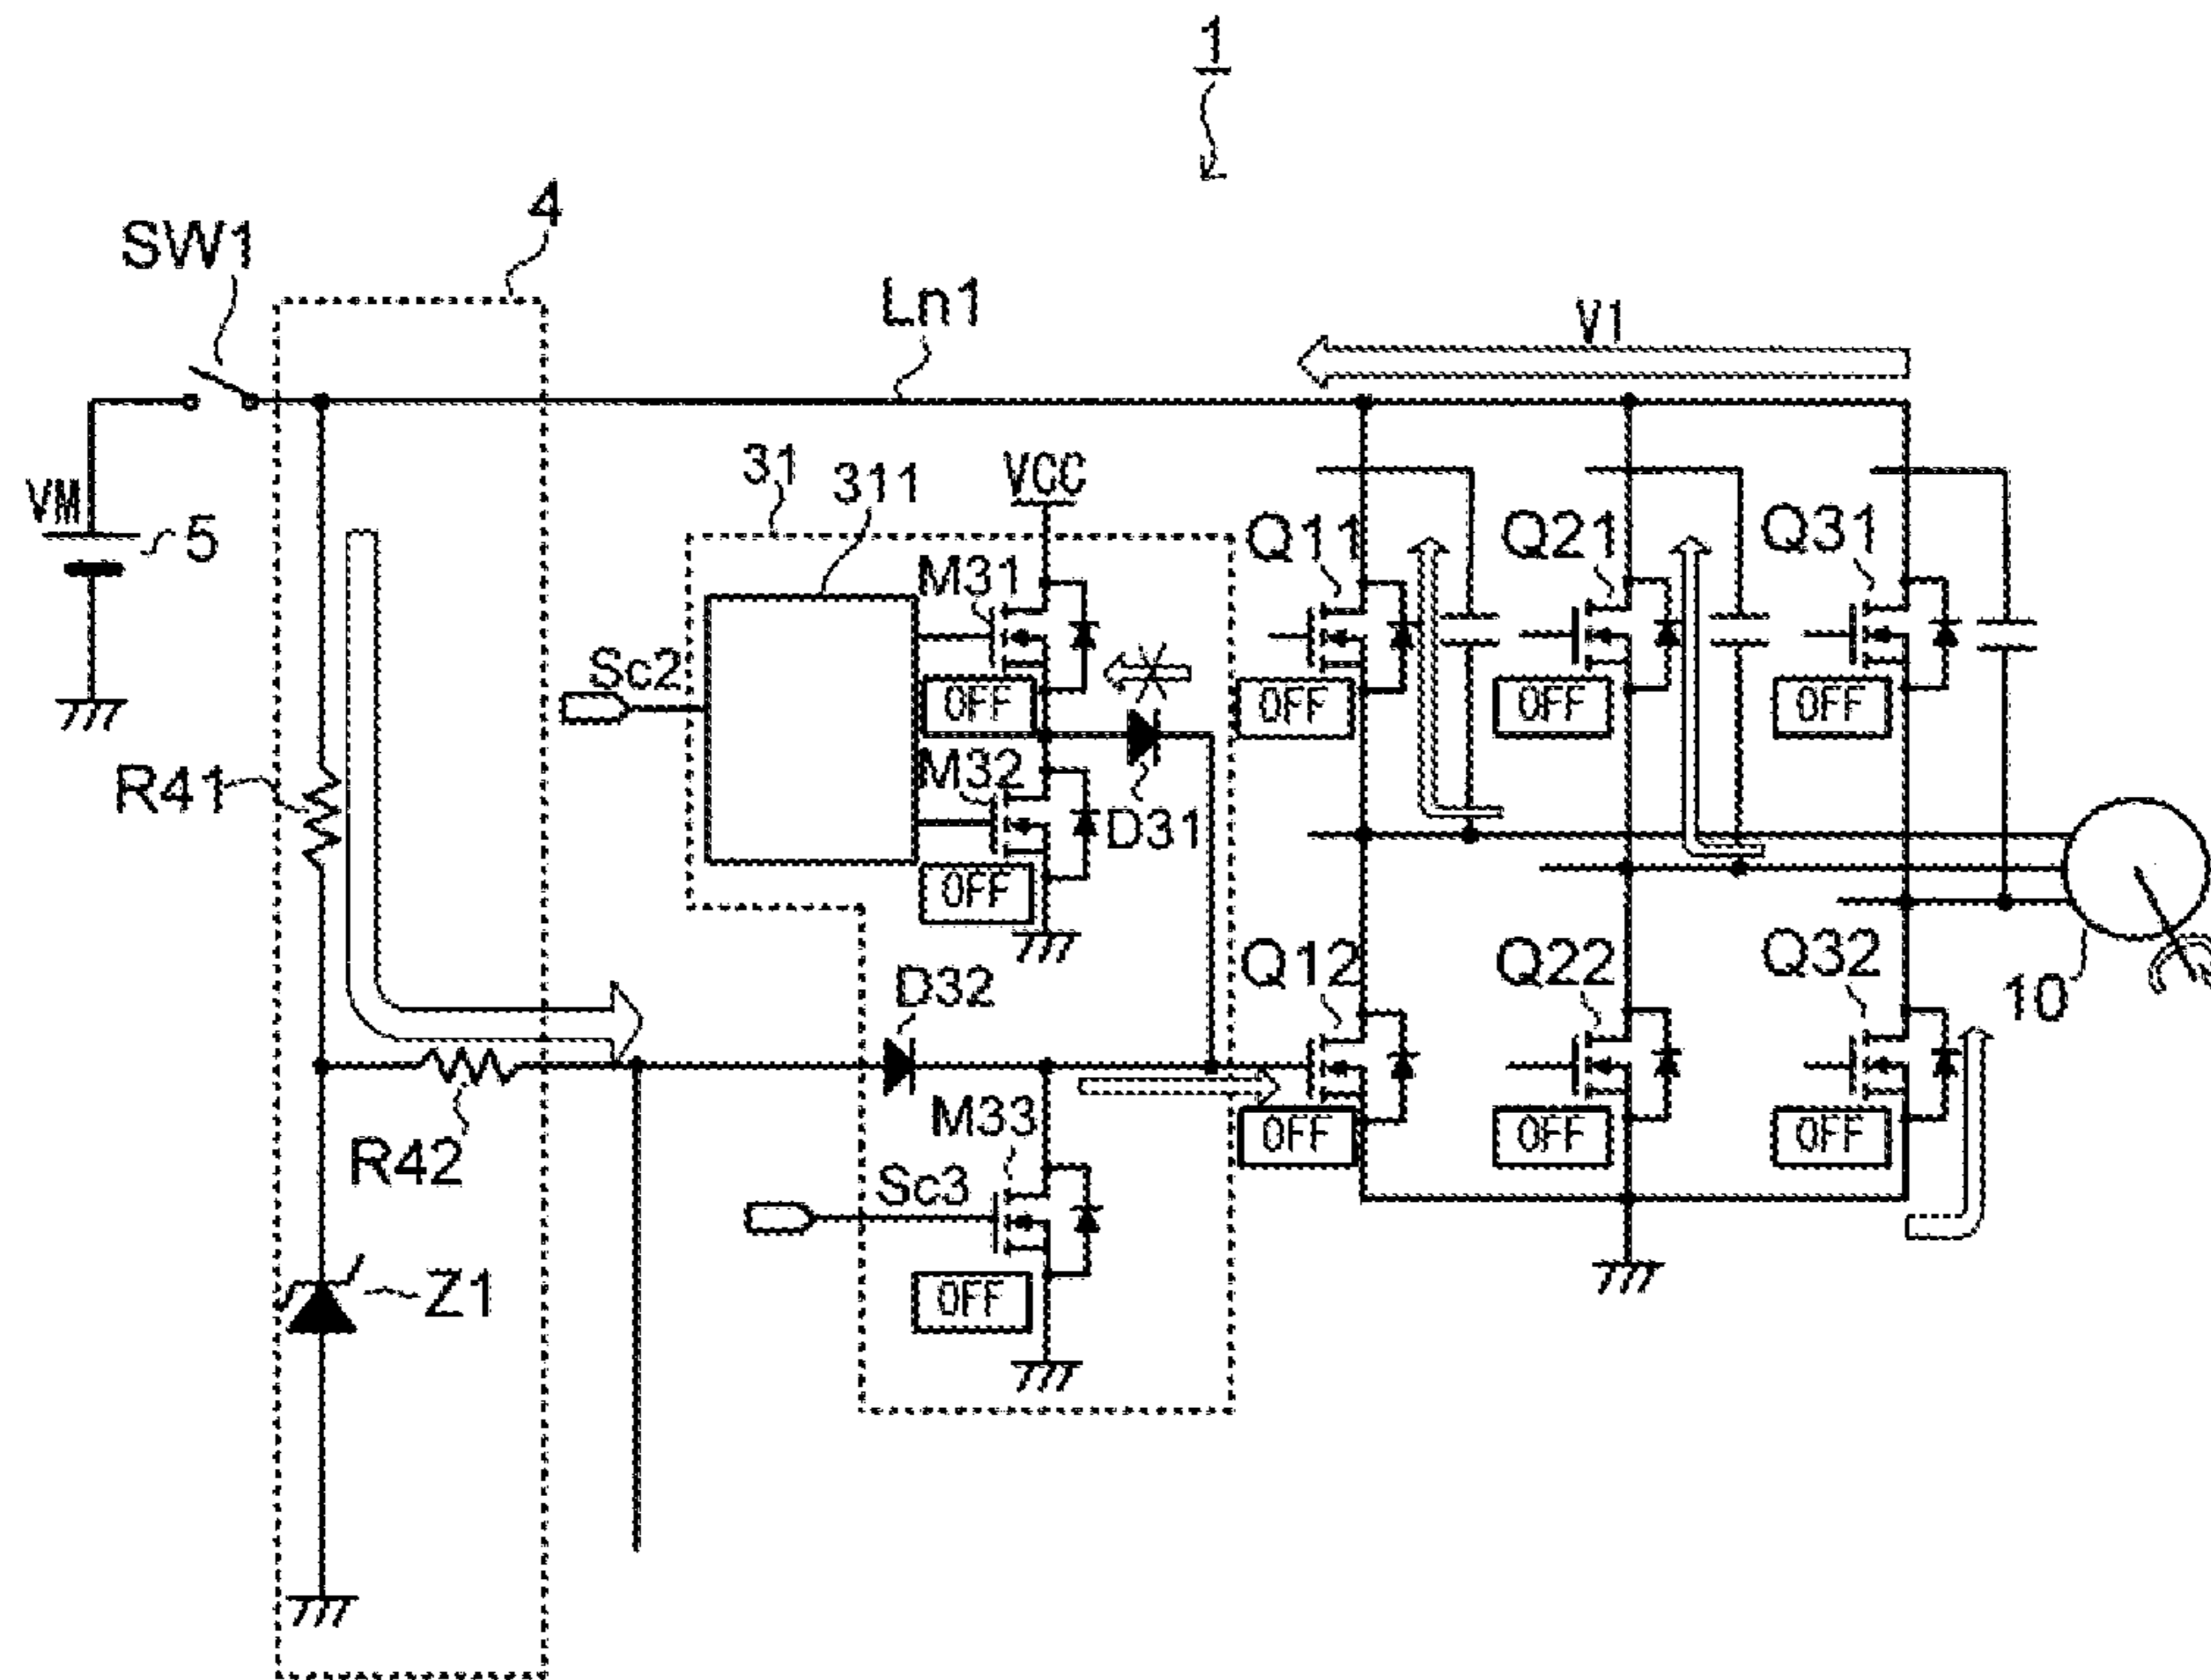 1
SW1
4
Ln1
V1
VM
5
31
311
VCC
M31
Q11
Q21
Q31
Sc2
OFF
OFF
OFF
OFF
R41
M32
D31
OFF
D32
Q12
Q22
Q32
10
R42
M33
OFF
OFF
OFF
Sc3
Z1
OFF